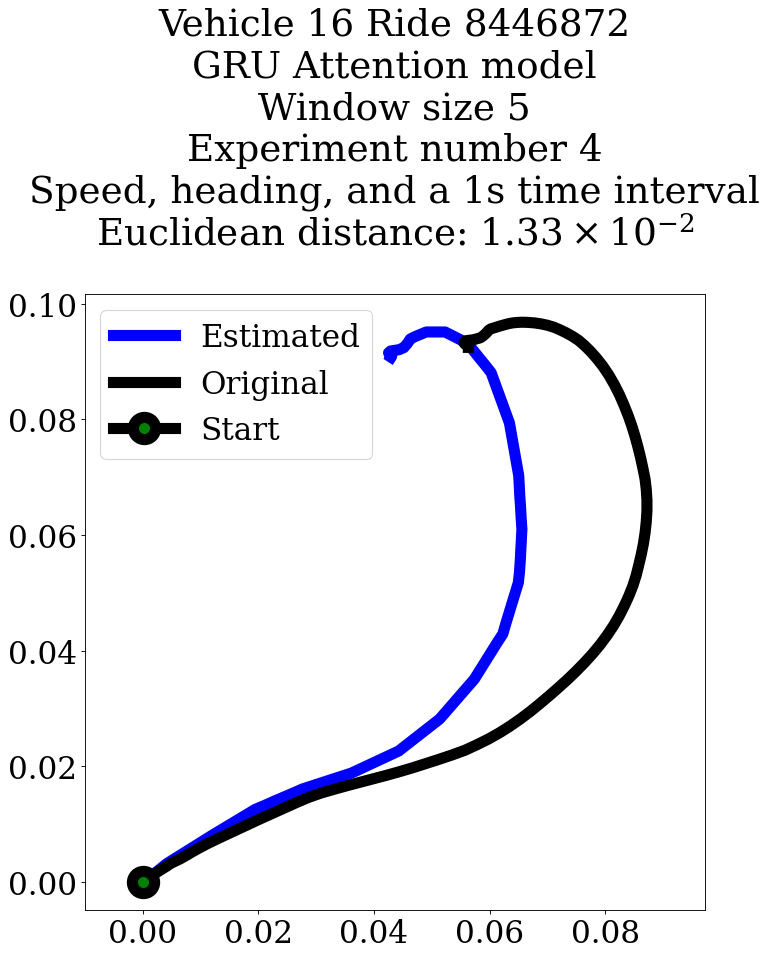 Vehicle 16 Ride 8446872
GRU Attention model
Window size 5
Experiment number 4
Speed, heading, and a 1s time interval
Euclidean distance: 1.33 × 10⁻²
0.10
Estimated
Original
Start
0.08
0.06
0.04
0.02
0.00
0.00 0.02 0.04 0.06 0.08